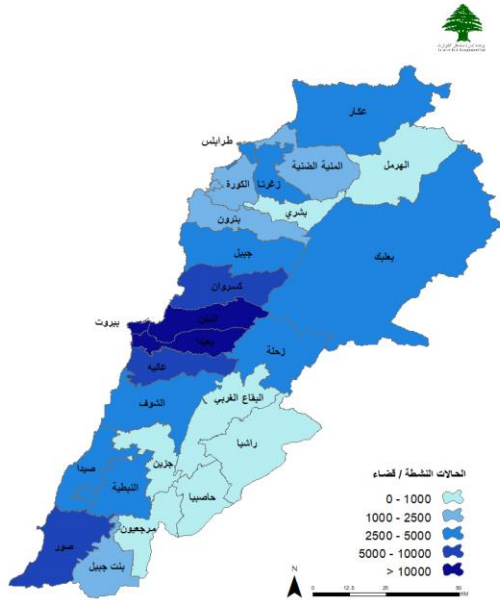 عكار
طرابلس
المنية الضنية
زغرتا
الكورة
الهرمل
بشري
بترون
جبيل
بعلبك
كسروان
المتن
بيروت
بعبدا
عاليه
زحلة
الشوف
البقاع الغربي
راشيا
جزين
صيدا
النبطية
حاصبيا
مرجعيون
صور
بنت جبيل
الحالات النشطة / قضاء
0 - 1000
1000 - 2500
2500 - 5000
5000 - 10000
> 10000
N
0 12.5 25 50
KM